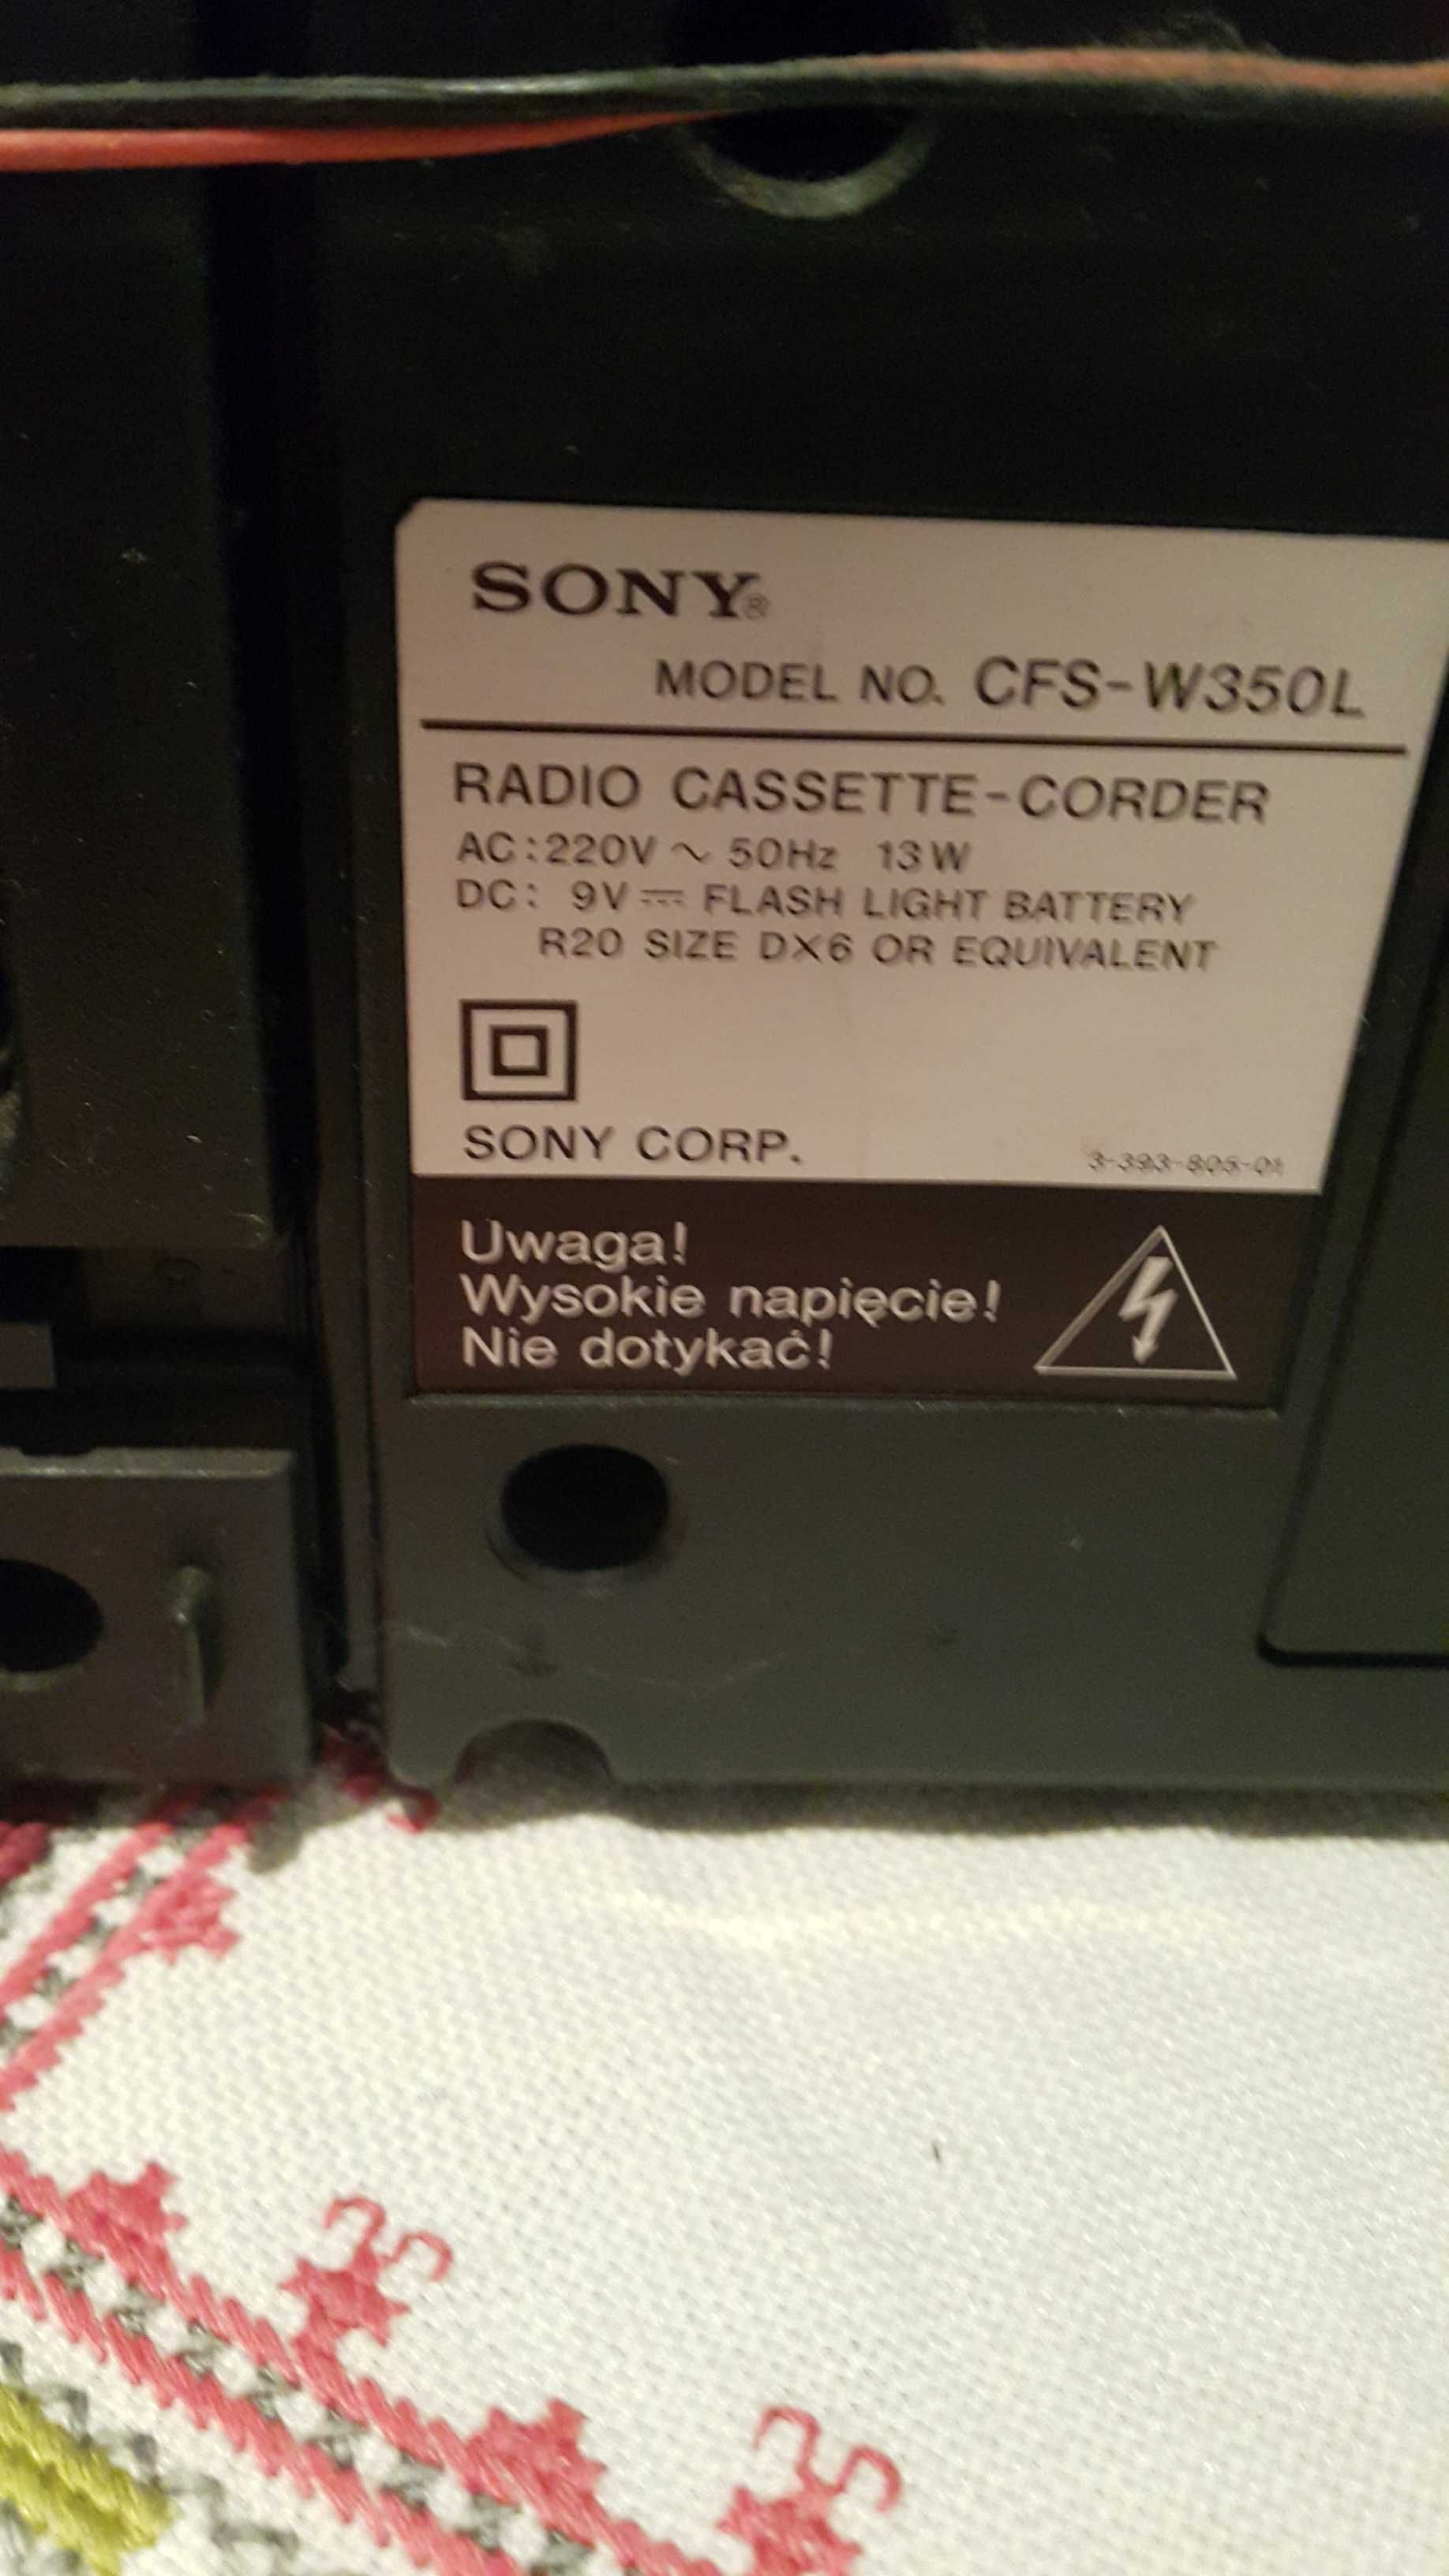 SONY®
MODEL NO. CFS-W350L
RADIO CASSETTE-CORDER
AC:220V ~ 50Hz 13W
DC: 9V ⎓ FLASH LIGHT BATTERY
R20 SIZE DX6 OR EQUIVALENT
SONY CORP.
3-393-805-01
Uwaga!
Wysokie napięcie!
Nie dotykać!